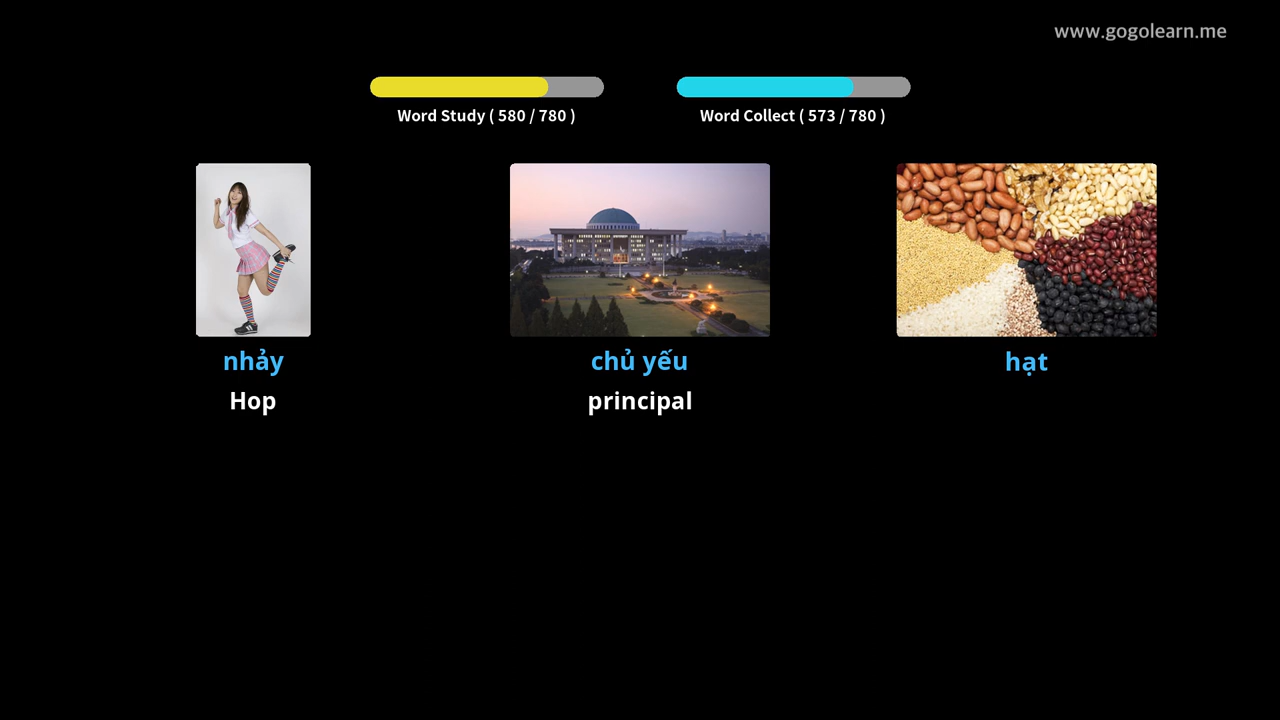 www.gogolearn.me
Word Study ( 580 / 780 )
Word Collect ( 573 / 780 )
nhảy
chủ yếu
hạt
Hop
principal